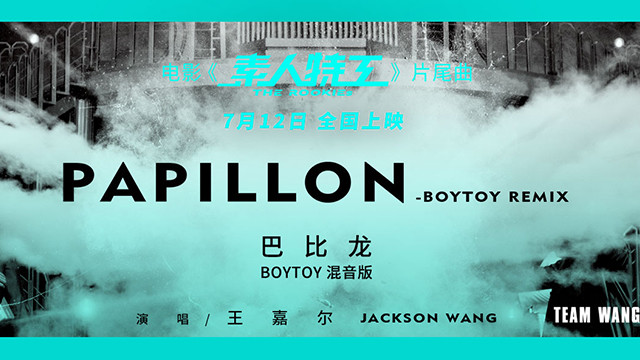 电影《素人特工》片尾曲
THE ROOKIES
7月12日 全国上映
PAPILLON -BOYTOY REMIX
巴比龙
BOYTOY 混音版
演唱/王嘉尔 JACKSON WANG
TEAM WANG